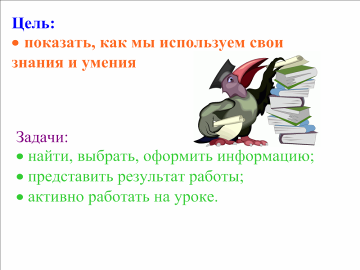 Цель:
• показать, как мы используем свои
знания и умения
Задачи:
• найти, выбрать, оформить информацию;
• представить результат работы;
• активно работать на уроке.